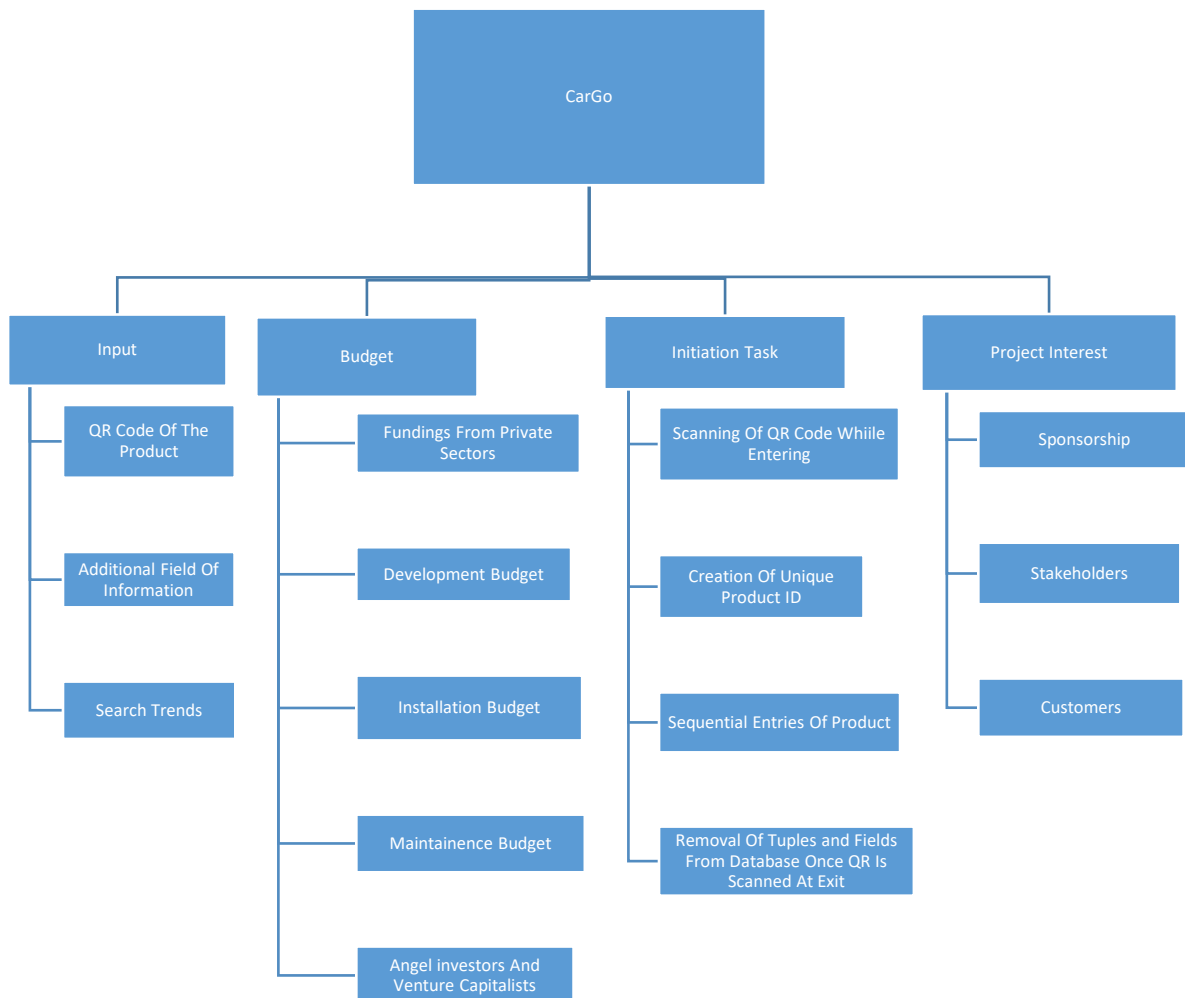 CarGo
Input
QR Code Of The
Product
Additional Field Of
Information
Search Trends
Budget
Fundings From Private
Sectors
Development Budget
Installation Budget
Maintainence Budget
Angel investors And
Venture Capitalists
Initiation Task
Scanning Of QR Code Whiile
Entering
Creation Of Unique
Product ID
Sequential Entries Of Product
Removal Of Tuples and Fields
From Database Once QR Is
Scanned At Exit
Project Interest
Sponsorship
Stakeholders
Customers